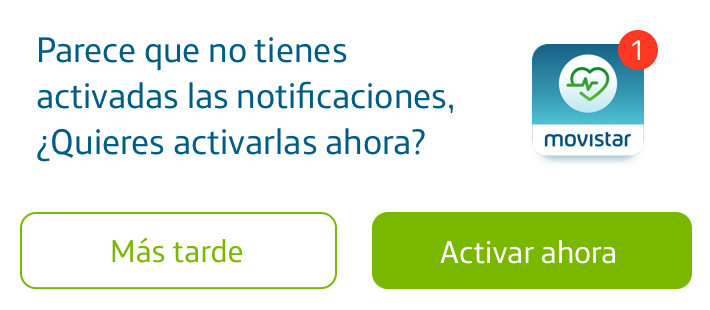 Parece que no tienes
activadas las notificaciones,
¿Quieres activarlas ahora?
1
movistar
Más tarde
Activar ahora